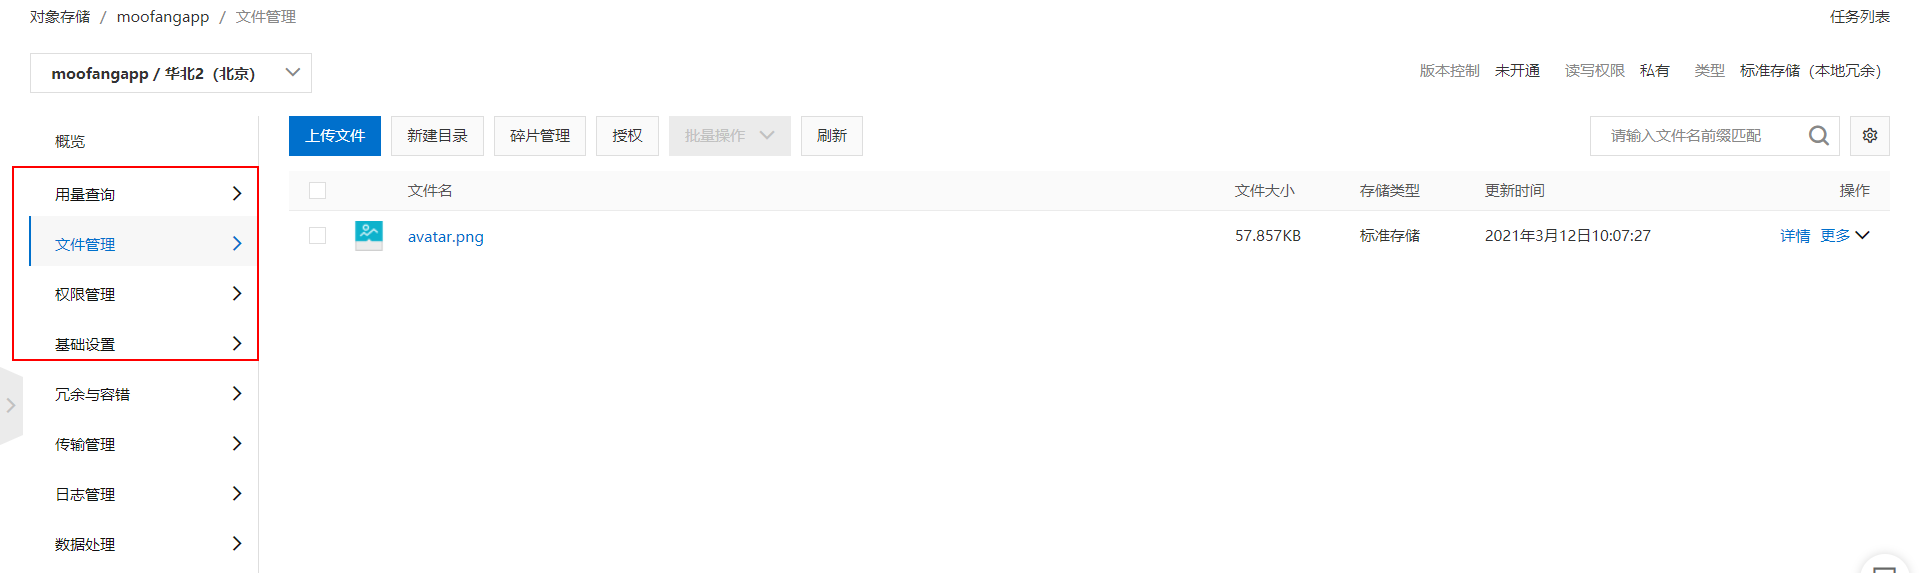 对象存储 / moofangapp / 文件管理
任务列表
moofangapp / 华北2（北京）
版本控制 未开通 读写权限 私有 类型 标准存储（本地冗余）
概览
用量查询
文件管理
权限管理
基础设置
冗余与容错
传输管理
日志管理
数据处理
上传文件 新建目录 碎片管理 授权 批量操作 刷新
请输入文件名前缀匹配
文件名 文件大小 存储类型 更新时间 操作
avatar.png 57.857KB 标准存储 2021年3月12日10:07:27 详情 更多